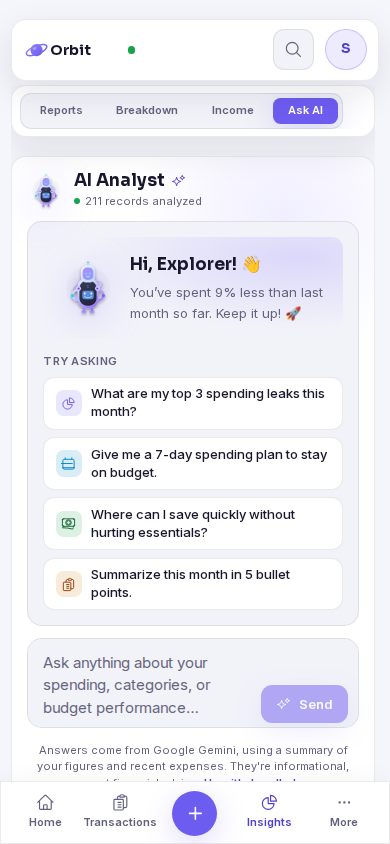 Orbit
S
Reports Breakdown Income Ask AI
AI Analyst
211 records analyzed
Hi, Explorer! 👋
You've spent 9% less than last
month so far. Keep it up! 🚀
TRY ASKING
What are my top 3 spending leaks this
month?
Give me a 7-day spending plan to stay
on budget.
Where can I save quickly without
hurting essentials?
Summarize this month in 5 bullet
points.
Ask anything about your
spending, categories, or
budget performance...
Send
Answers come from Google Gemini, using a summary of
your figures and recent expenses. They're informational,
Home Transactions Insights More